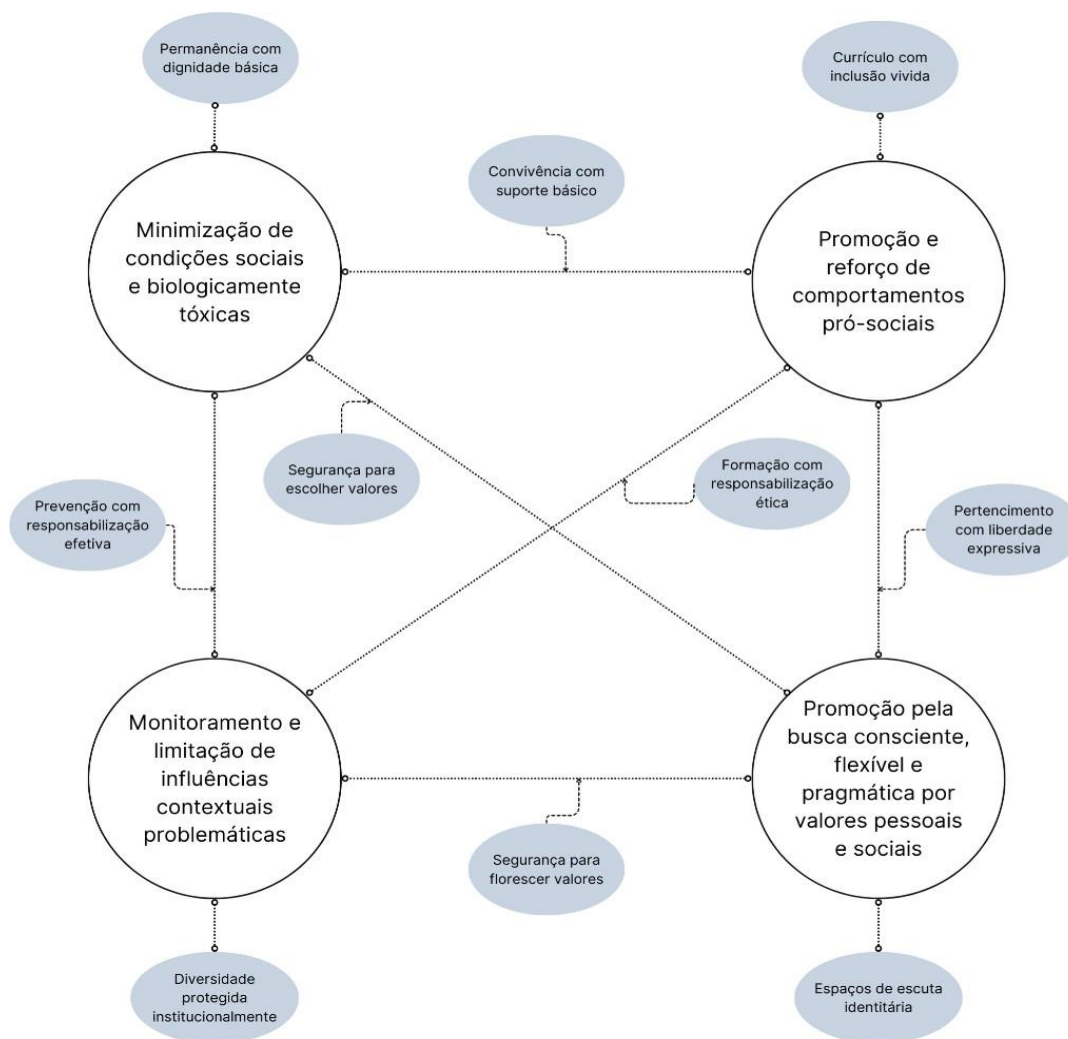 Permanência com
dignidade básica
Currículo com
inclusão vivida
Convivência com
suporte básico
Minimização de
condições sociais
e biologicamente
tóxicas
Promoção e
reforço de
comportamentos
pró-sociais
Segurança para
escolher valores
Formação com
responsabilização
ética
Prevenção com
responsabilização
efetiva
Pertencimento
com liberdade
expressiva
Monitoramento e
limitação de
influências
contextuais
problemáticas
Promoção pela
busca consciente,
flexível e
pragmática por
valores pessoais
e sociais
Segurança para
florescer valores
Diversidade
protegida
institucionalmente
Espaços de escuta
identitária